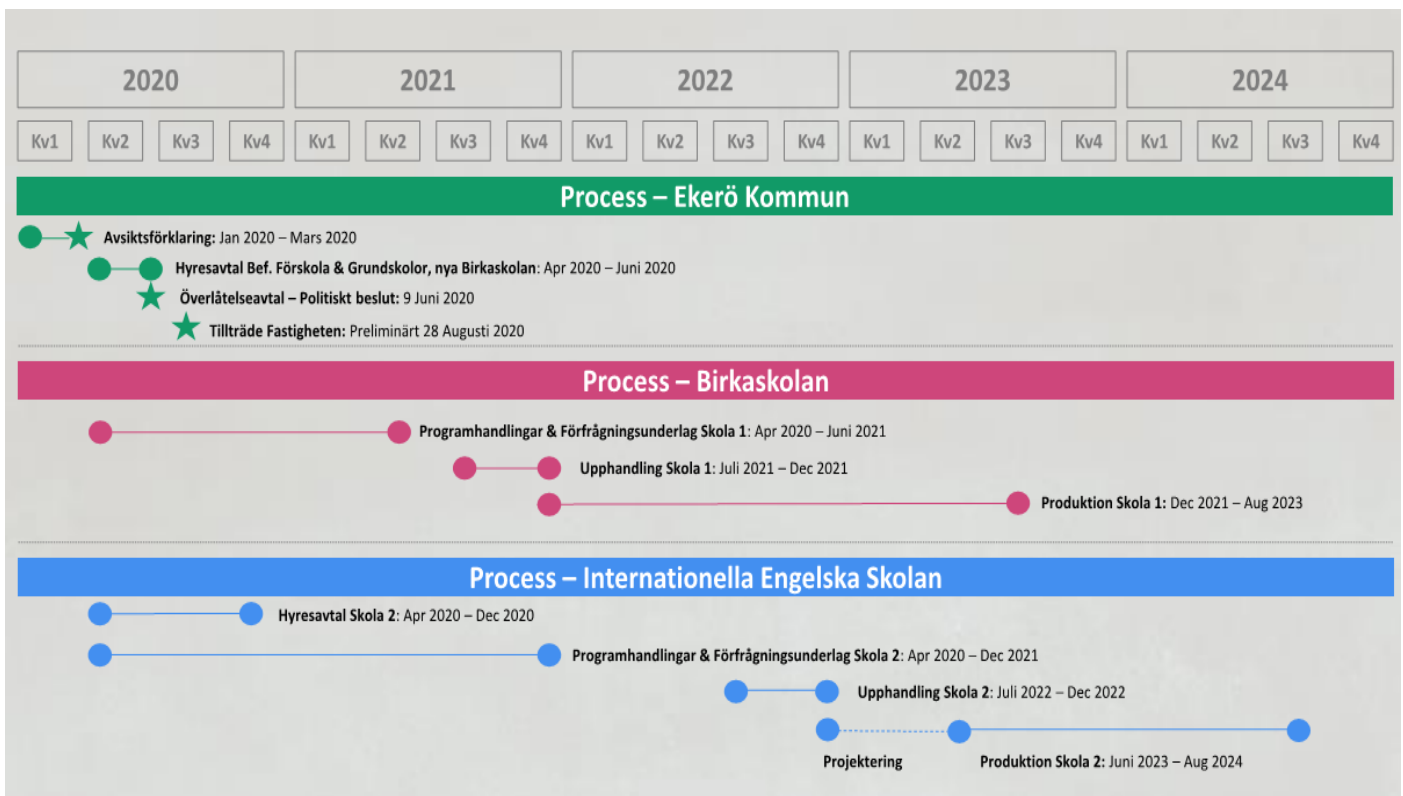 2020 2021 2022 2023 2024
Kv1 Kv2 Kv3 Kv4 Kv1 Kv2 Kv3 Kv4 Kv1 Kv2 Kv3 Kv4 Kv1 Kv2 Kv3 Kv4 Kv1 Kv2 Kv3 Kv4
Process – Ekerö Kommun
Avsiktsförklaring: Jan 2020 – Mars 2020
Hyresavtal Bef. Förskola & Grundskolor, nya Birkaskolan: Apr 2020 – Juni 2020
Överlåtelseavtal – Politiskt beslut: 9 Juni 2020
Tillträde Fastigheten: Preliminärt 28 Augusti 2020
Process – Birkaskolan
Programhandlingar & Förfrågningsunderlag Skola 1: Apr 2020 – Juni 2021
Upphandling Skola 1: Juli 2021 – Dec 2021
Produktion Skola 1: Dec 2021 – Aug 2023
Process – Internationella Engelska Skolan
Hyresavtal Skola 2: Apr 2020 – Dec 2020
Programhandlingar & Förfrågningsunderlag Skola 2: Apr 2020 – Dec 2021
Upphandling Skola 2: Juli 2022 – Dec 2022
Projektering Produktion Skola 2: Juni 2023 – Aug 2024